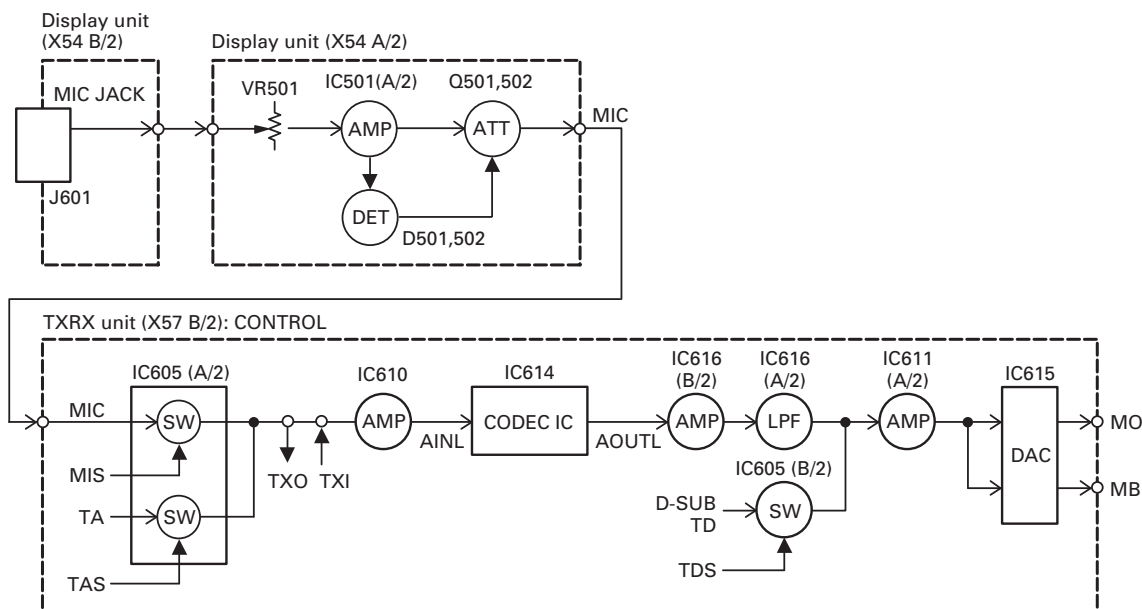 Display unit
(X54 B/2)
Display unit (X54 A/2)
MIC JACK
VR501
IC501(A/2)
Q501,502
MIC
AMP
ATT
J601
DET
D501,502
TXRX unit (X57 B/2): CONTROL
IC605 (A/2)
IC610
IC614
IC616
(B/2)
IC616
(A/2)
IC611
(A/2)
IC615
MIC
SW
AMP
CODEC IC
AMP
LPF
AMP
DAC
MO
AINL
AOUTL
MIS
TXO
TXI
IC605 (B/2)
MB
TA
SW
D-SUB
TD
SW
TAS
TDS